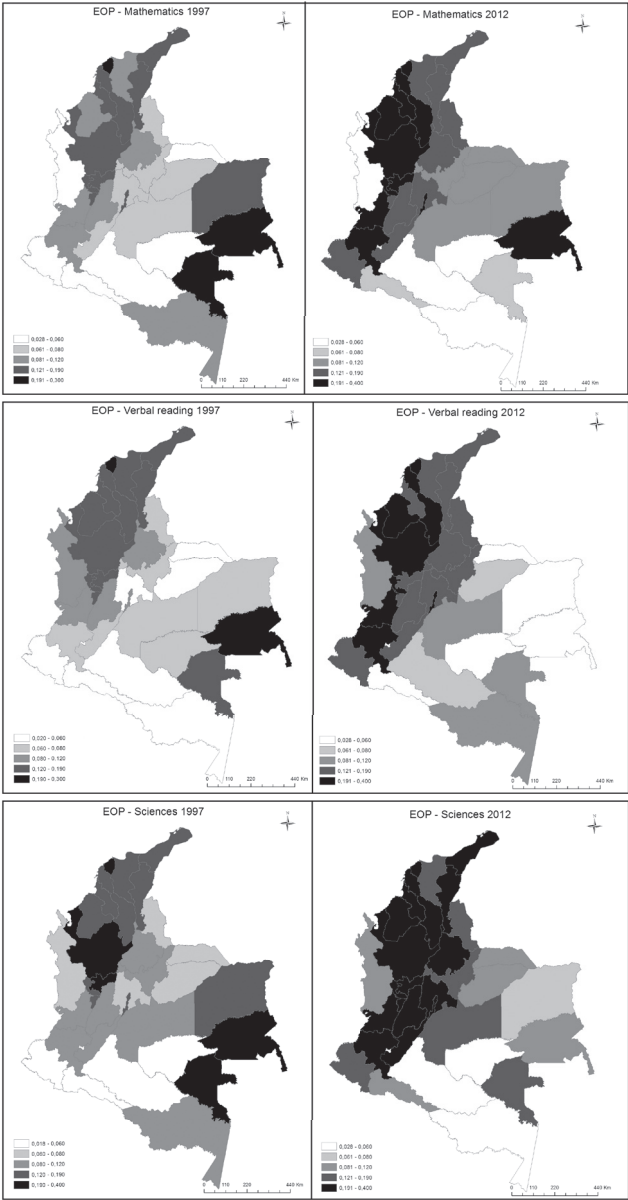 EOP - Mathematics 1997
N
0,028 - 0,060
0,061 - 0,080
0,081 - 0,120
0,121 - 0,190
0,191 - 0,300
0 110 220 440 Km
EOP - Mathematics 2012
N
0,028 - 0,060
0,061 - 0,080
0,081 - 0,120
0,121 - 0,190
0,191 - 0,400
0 190 220 440 Km
EOP - Verbal reading 1997
N
0,020 - 0,060
0,060 - 0,080
0,080 - 0,120
0,120 - 0,190
0,190 - 0,300
0 110 220 440 Km
EOP - Verbal reading 2012
N
0,028 - 0,060
0,061 - 0,080
0,081 - 0,120
0,121 - 0,190
0,191 - 0,400
0 110 220 440 Km
EOP - Sciences 1997
N
0,018 - 0,060
0,060 - 0,080
0,080 - 0,120
0,120 - 0,190
0,190 - 0,400
0 110 220 440 Km
EOP - Sciences 2012
N
0,028 - 0,060
0,061 - 0,080
0,081 - 0,120
0,121 - 0,190
0,191 - 0,400
0 110 220 440 Km